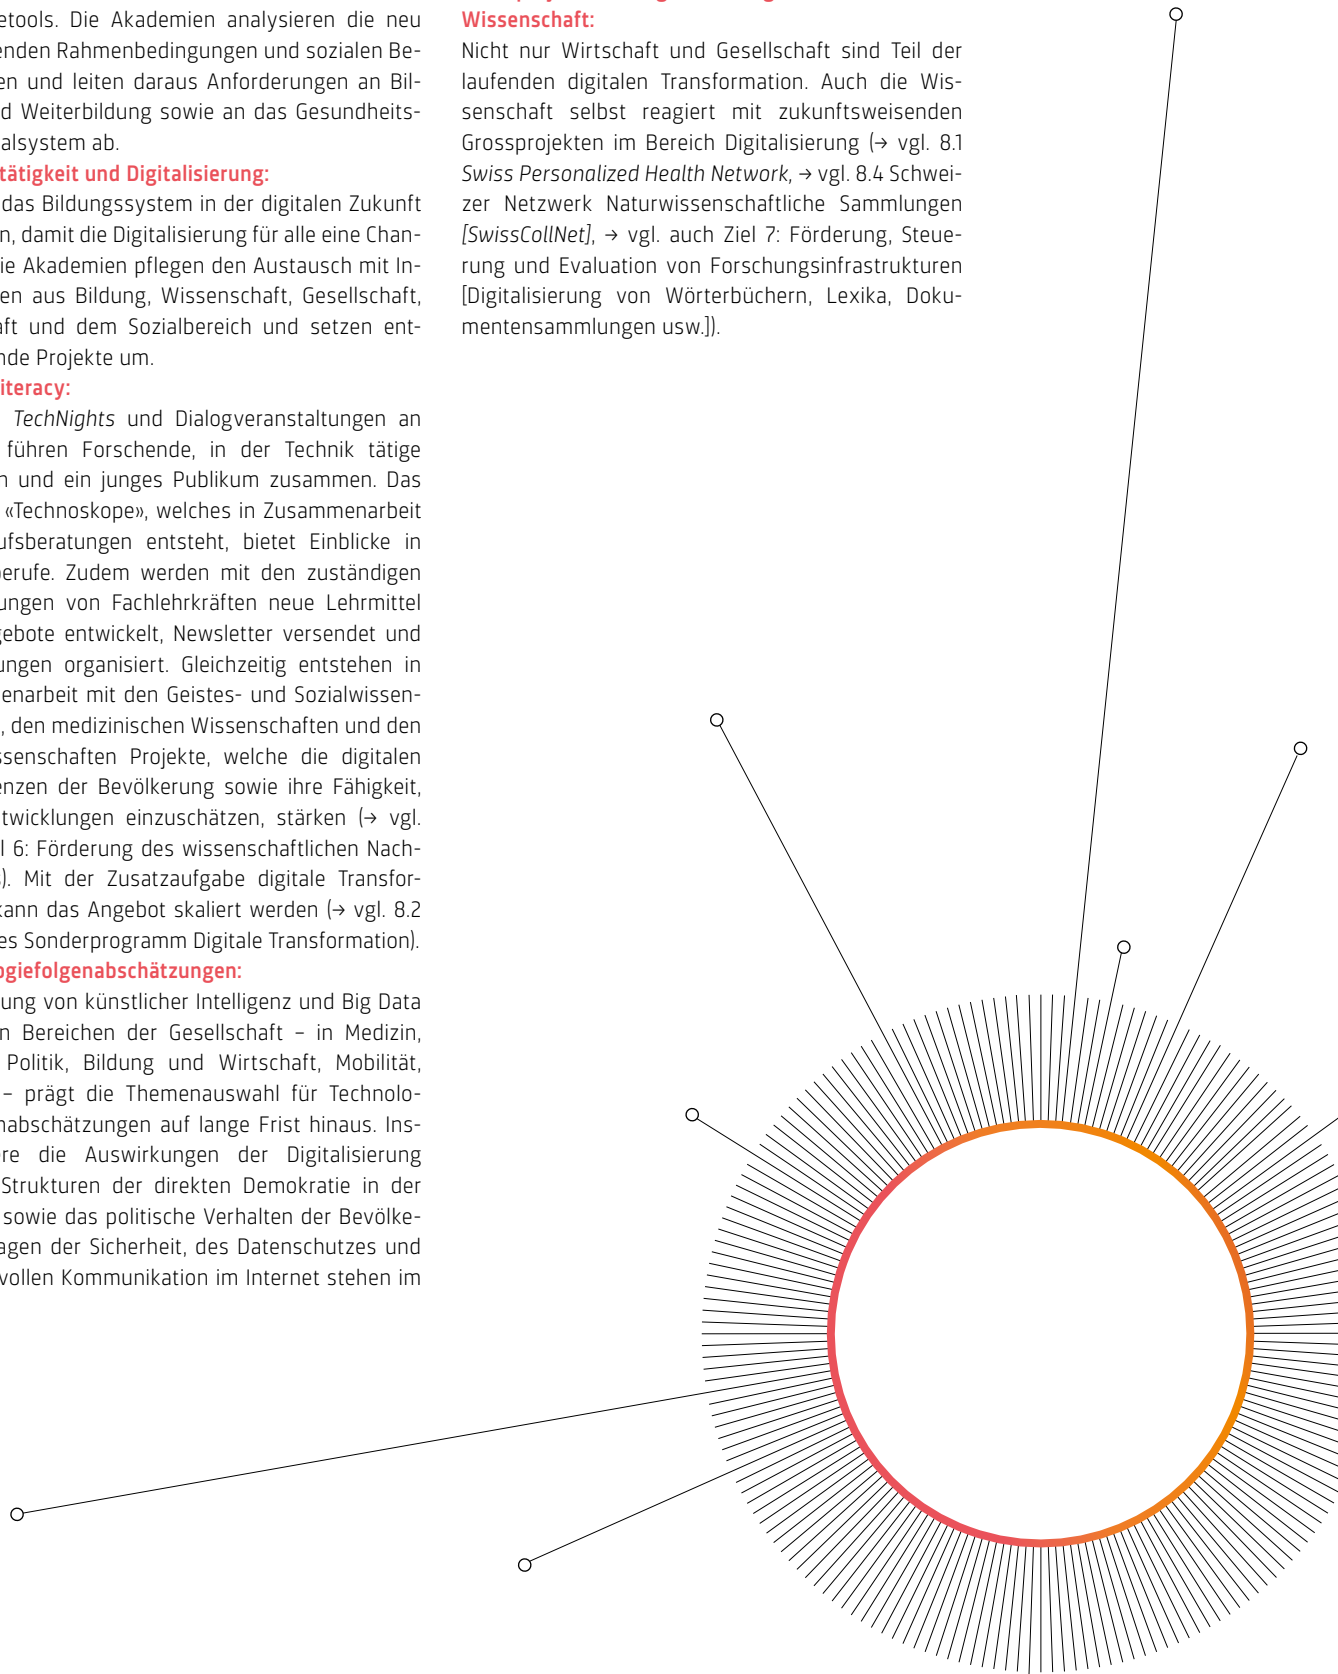 etools. Die Akademien analysieren die neu
enden Rahmenbedingungen und sozialen Be-
en und leiten daraus Anforderungen an Bil-
d Weiterbildung sowie an das Gesundheits-
alsystem ab.
tätigkeit und Digitalisierung:
das Bildungssystem in der digitalen Zukunft
n, damit die Digitalisierung für alle eine Chan-
ie Akademien pflegen den Austausch mit In-
en aus Bildung, Wissenschaft, Gesellschaft,
aft und dem Sozialbereich und setzen ent-
nde Projekte um.
iteracy:
TechNights und Dialogveranstaltungen an
führen Forschende, in der Technik tätige
n und ein junges Publikum zusammen. Das
«Technoskope», welches in Zusammenarbeit
ufsberatungen entsteht, bietet Einblicke in
berufe. Zudem werden mit den zuständigen
ungen von Fachlehrkräften neue Lehrmittel
gebote entwickelt, Newsletter versendet und
ungen organisiert. Gleichzeitig entstehen in
enarbeit mit den Geistes- und Sozialwissen-
, den medizinischen Wissenschaften und den
ssenschaften Projekte, welche die digitalen
enzen der Bevölkerung sowie ihre Fähigkeit,
twicklungen einzuschätzen, stärken (→ vgl.
l 6: Förderung des wissenschaftlichen Nach-
). Mit der Zusatzaufgabe digitale Transfor-
kann das Angebot skaliert werden (→ vgl. 8.2
es Sonderprogramm Digitale Transformation).
ogiefolgenabschätzungen:
ung von künstlicher Intelligenz und Big Data
n Bereichen der Gesellschaft – in Medizin,
Politik, Bildung und Wirtschaft, Mobilität,
– prägt die Themenauswahl für Technolo-
nabschätzungen auf lange Frist hinaus. Ins-
ere die Auswirkungen der Digitalisierung
Strukturen der direkten Demokratie in der
sowie das politische Verhalten der Bevölke-
agen der Sicherheit, des Datenschutzes und
vollen Kommunikation im Internet stehen im
Wissenschaft:
Nicht nur Wirtschaft und Gesellschaft sind Teil der
laufenden digitalen Transformation. Auch die Wis-
senschaft selbst reagiert mit zukunftsweisenden
Grossprojekten im Bereich Digitalisierung (→ vgl. 8.1
Swiss Personalized Health Network, → vgl. 8.4 Schwei-
zer Netzwerk Naturwissenschaftliche Sammlungen
[SwissCollNet], → vgl. auch Ziel 7: Förderung, Steue-
rung und Evaluation von Forschungsinfrastrukturen
[Digitalisierung von Wörterbüchern, Lexika, Doku-
mentensammlungen usw.]).